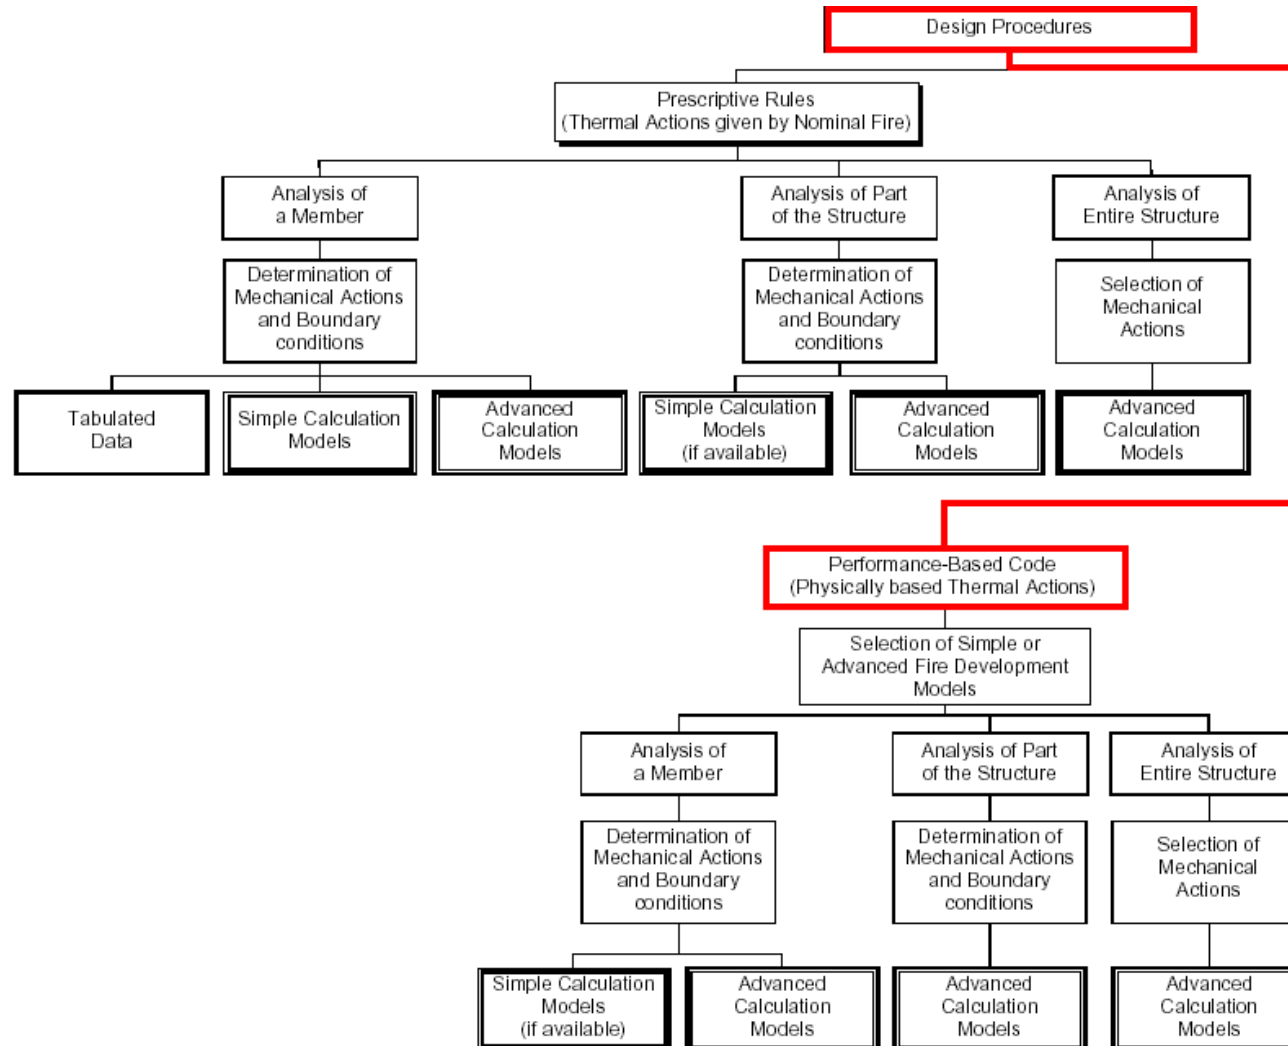 Design Procedures
Prescriptive Rules
(Thermal Actions given by Nominal Fire)
Analysis of
a Member
Analysis of Part
of the Structure
Analysis of
Entire Structure
Determination of
Mechanical Actions
and Boundary
conditions
Determination of
Mechanical Actions
and Boundary
conditions
Selection of
Mechanical
Actions
Tabulated
Data
Simple Calculation
Models
Advanced
Calculation
Models
Simple Calculation
Models
(if available)
Advanced
Calculation
Models
Advanced
Calculation
Models
Performance-Based Code
(Physically based Thermal Actions)
Selection of Simple or
Advanced Fire Development
Models
Analysis of
a Member
Analysis of Part
of the Structure
Analysis of
Entire Structure
Determination of
Mechanical Actions
and Boundary
conditions
Determination of
Mechanical Actions
and Boundary
conditions
Selection of
Mechanical
Actions
Simple Calculation
Models
(if available)
Advanced
Calculation
Models
Advanced
Calculation
Models
Advanced
Calculation
Models